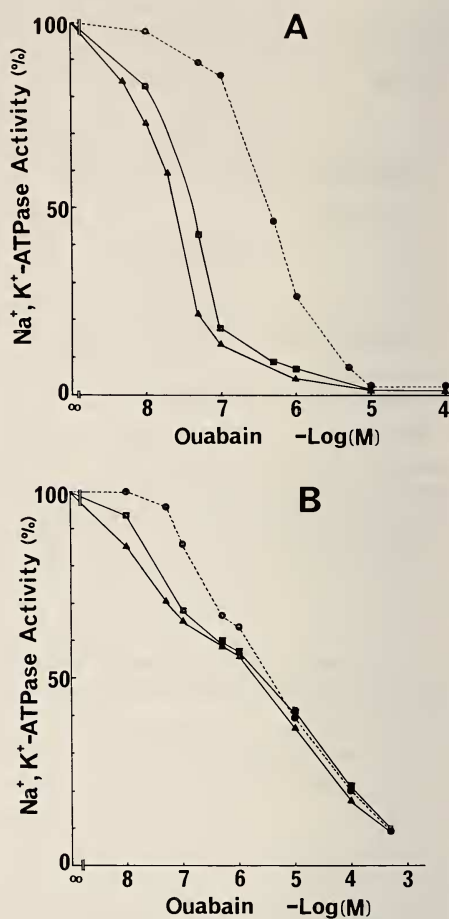 A
100
50
0
Na⁺, K⁺-ATPase Activity (%)
∞ 8 7 6 5 4
Ouabain -Log(M)
B
100
50
0
Na⁺, K⁺-ATPase Activity (%)
∞ 8 7 6 5 4 3
Ouabain -Log(M)